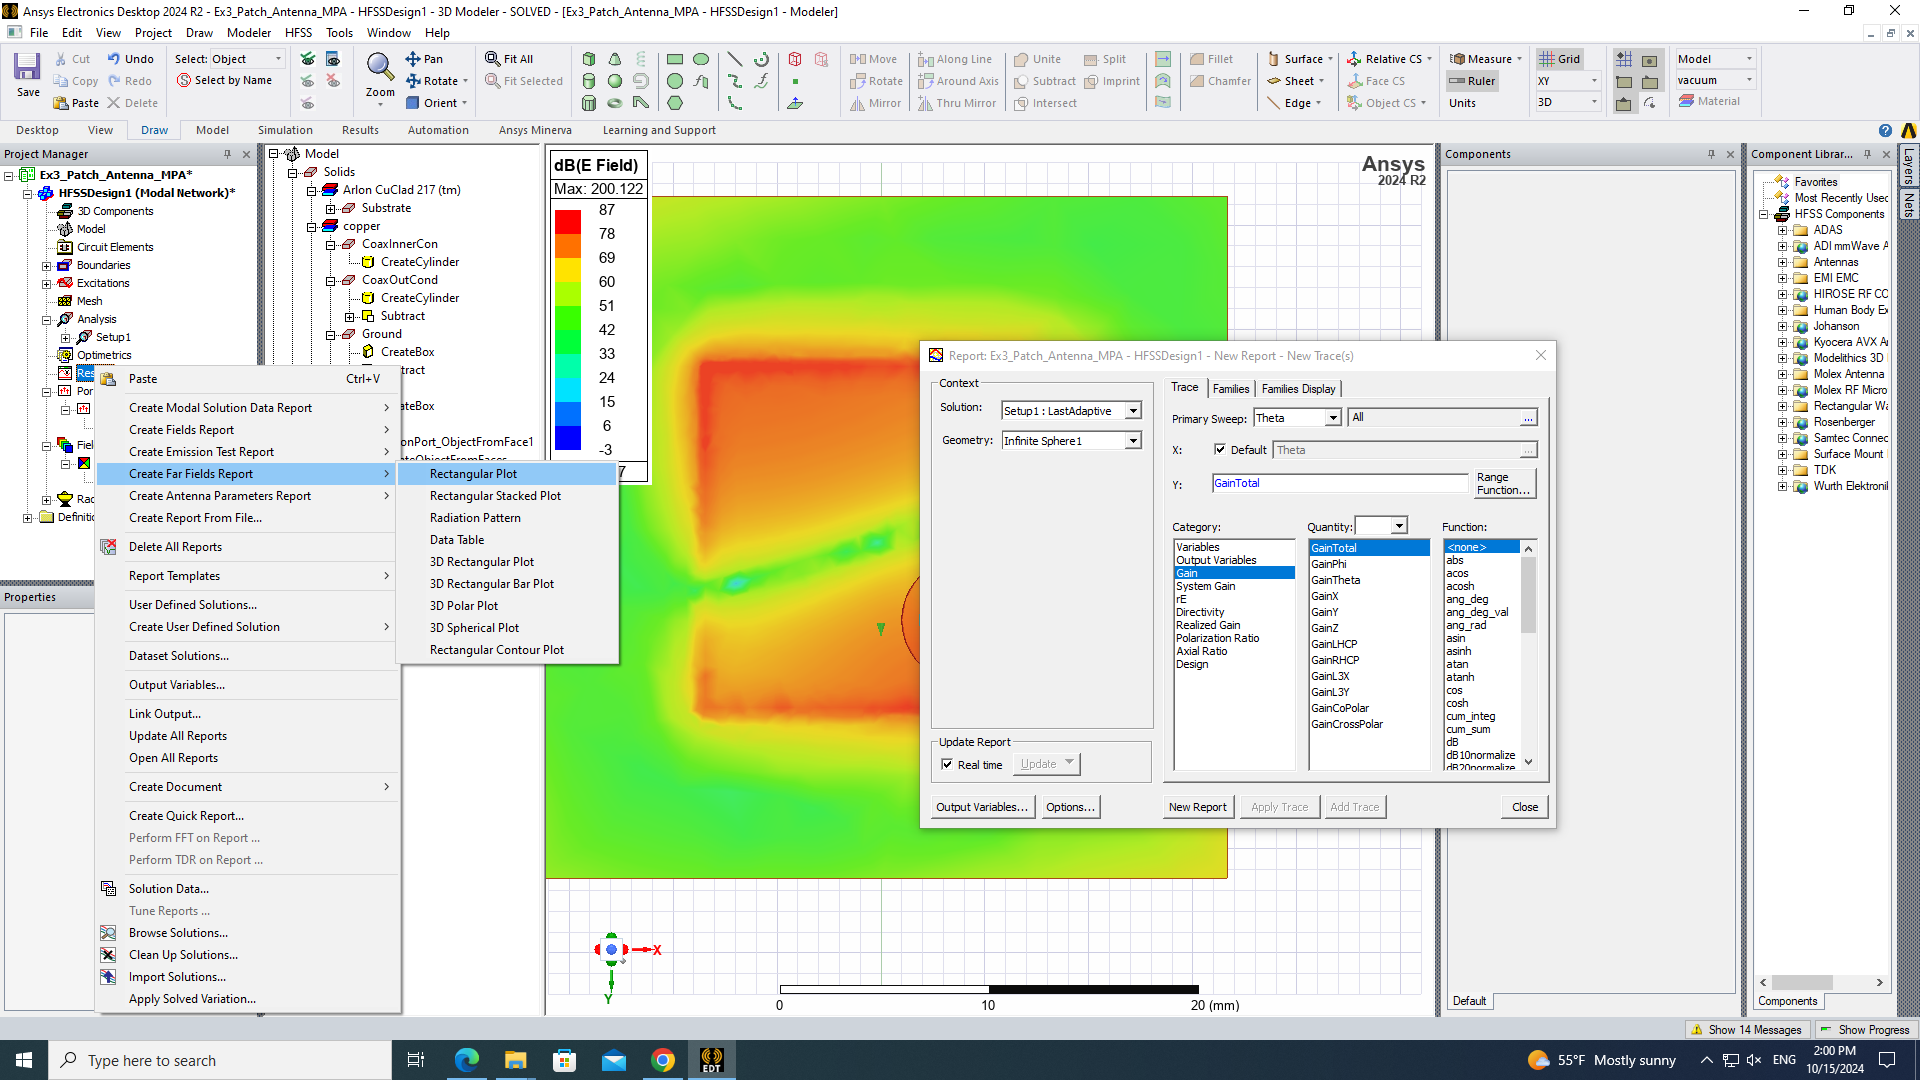 Ansys Electronics Desktop 2024 R2 - Ex3_Patch_Antenna_MPA - HFSSDesign1 - 3D Modeler - SOLVED - [Ex3_Patch_Antenna_MPA - HFSSDesign1 - Modeler]
File Edit View Project Draw Modeler HFSS Tools Window Help
Save
Cut Undo
Copy Redo
Paste Delete
Select: Object
Select by Name
Zoom
Pan
Rotate
Orient
Fit All
Fit Selected
Move Along Line
Rotate Around Axis
Mirror Thru Mirror
Unite Split
Subtract Imprint
Intersect
Fillet
Chamfer
Surface
Sheet
Edge
Relative CS
Face CS
Object CS
Measure
Ruler
Units
Grid
XY
3D
Model
vacuum
Material
Desktop View Draw Model Simulation Results Automation Ansys Minerva Learning and Support
Project Manager
Ex3_Patch_Antenna_MPA*
HFSSDesign1 (Modal Network)*
3D Components
Model
Circuit Elements
Boundaries
Excitations
Mesh
Analysis
Setup1
Optimetrics
Res
Por
Fiel
Rac
Definitio
Properties
Paste Ctrl+V
Create Modal Solution Data Report
Create Fields Report
Create Emission Test Report
Create Far Fields Report
Create Antenna Parameters Report
Create Report From File...
Delete All Reports
Report Templates
User Defined Solutions...
Create User Defined Solution
Dataset Solutions...
Output Variables...
Link Output...
Update All Reports
Open All Reports
Create Document
Create Quick Report...
Perform FFT on Report ...
Perform TDR on Report ...
Solution Data...
Tune Reports ...
Browse Solutions...
Clean Up Solutions...
Import Solutions...
Apply Solved Variation...
Rectangular Plot
Rectangular Stacked Plot
Radiation Pattern
Data Table
3D Rectangular Plot
3D Rectangular Bar Plot
3D Polar Plot
3D Spherical Plot
Rectangular Contour Plot
Model
Solids
Arlon CuClad 217 (tm)
Substrate
copper
CoaxInnerCon
CreateCylinder
CoaxOutCond
CreateCylinder
Subtract
Ground
CreateBox
tract
ateBox
onPort_ObjectFromFace1
ateObjectFromFaces
dB(E Field)
Max: 200.122
87
78
69
60
51
42
33
24
15
6
-3
7
Ansys
2024 R2
X
Y
0 10 20 (mm)
Report: Ex3_Patch_Antenna_MPA - HFSSDesign1 - New Report - New Trace(s)
Context
Solution: Setup1 : LastAdaptive
Geometry: Infinite Sphere1
Update Report
Real time Update
Output Variables... Options...
Trace Families Families Display
Primary Sweep: Theta All ...
X: Default Theta ...
Y: GainTotal
Range Function...
Category:
Variables
Output Variables
Gain
System Gain
rE
Directivity
Realized Gain
Polarization Ratio
Axial Ratio
Design
Quantity:
GainTotal
GainPhi
GainTheta
GainX
GainY
GainZ
GainLHCP
GainRHCP
GainL3X
GainL3Y
GainCoPolar
GainCrossPolar
Function:
<none>
abs
acos
acosh
ang_deg
ang_deg_val
ang_rad
asin
asinh
atan
atanh
cos
cosh
cum_integ
cum_sum
dB
dB10normalize
dB20normalize
New Report Apply Trace Add Trace Close
Components
Default
Component Librar...
Favorites
Most Recently Used
HFSS Components
ADAS
ADI mmWave A
Antennas
EMI EMC
HIROSE RF CO
Human Body Ex
Johanson
Kyocera AVX A
Modelithics 3D
Molex Antenna
Molex RF Micro
Rectangular Wa
Rosenberger
Samtec Connec
Surface Mount
TDK
Wurth Elektronil
Components
Layers
Nets
Show 14 Messages Show Progress
Type here to search
EDT
55°F Mostly sunny
ENG
2:00 PM
10/15/2024